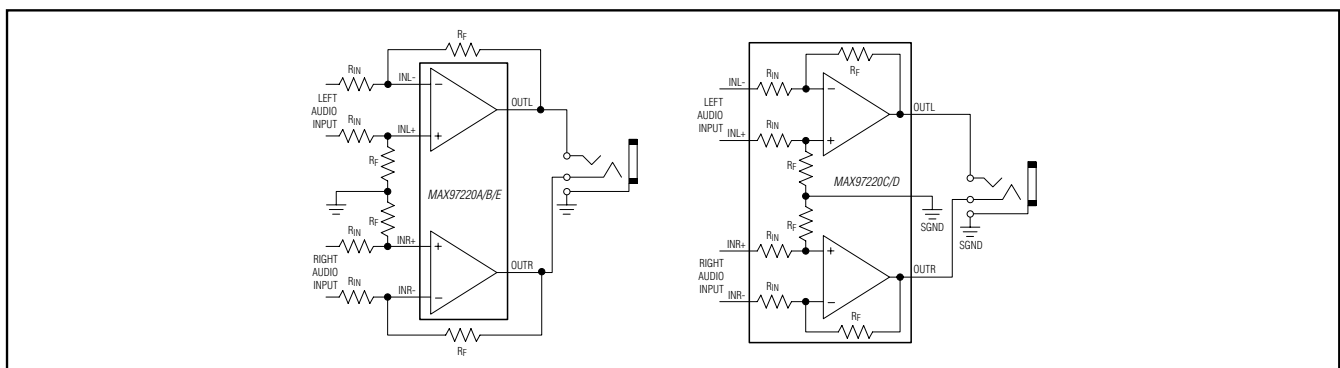 RF
RIN
INL-
LEFT
AUDIO
INPUT
OUTL
RIN
INL+
RF
MAX97220A/B/E
RF
RIN
INR+
RIGHT
AUDIO
INPUT
OUTR
RIN
INR-
RF
INL-
RIN
RF
LEFT
AUDIO
INPUT
OUTL
INL+
RIN
RF
MAX97220C/D
SGND
SGND
RF
INR+
RIN
RIGHT
AUDIO
INPUT
OUTR
INR-
RIN
RF